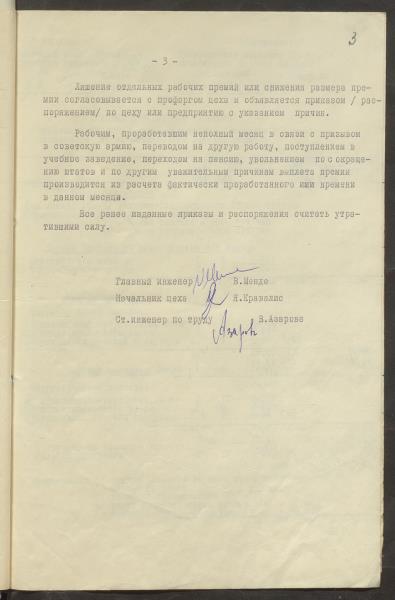 3
- 3 -
Лишение отдельных рабочих премий или снижения размера пре-
мии согласовывается с профоргом цеха и объявляется приказом / рас-
поряжением/ по цеху или предприятию с указанием причин.
Рабочим, проработавшим неполный месяц в связи с призывом
в советскую армию, переводом на другую работу, поступлением в
учебное заведение, переходом на пенсию, увольнением по сокраще-
нию штатов и по другим уважительным причинам выплата премии
производится из расчета фактически проработанного ими времени
в данном месяце.
Все ранее изданные приказы и распоряжения считать утра-
тившими силу.
Главный инженер В.Менде
Начальник цеха Я.Кравалис
Ст.инженер по труду В.Азарова
Азаров